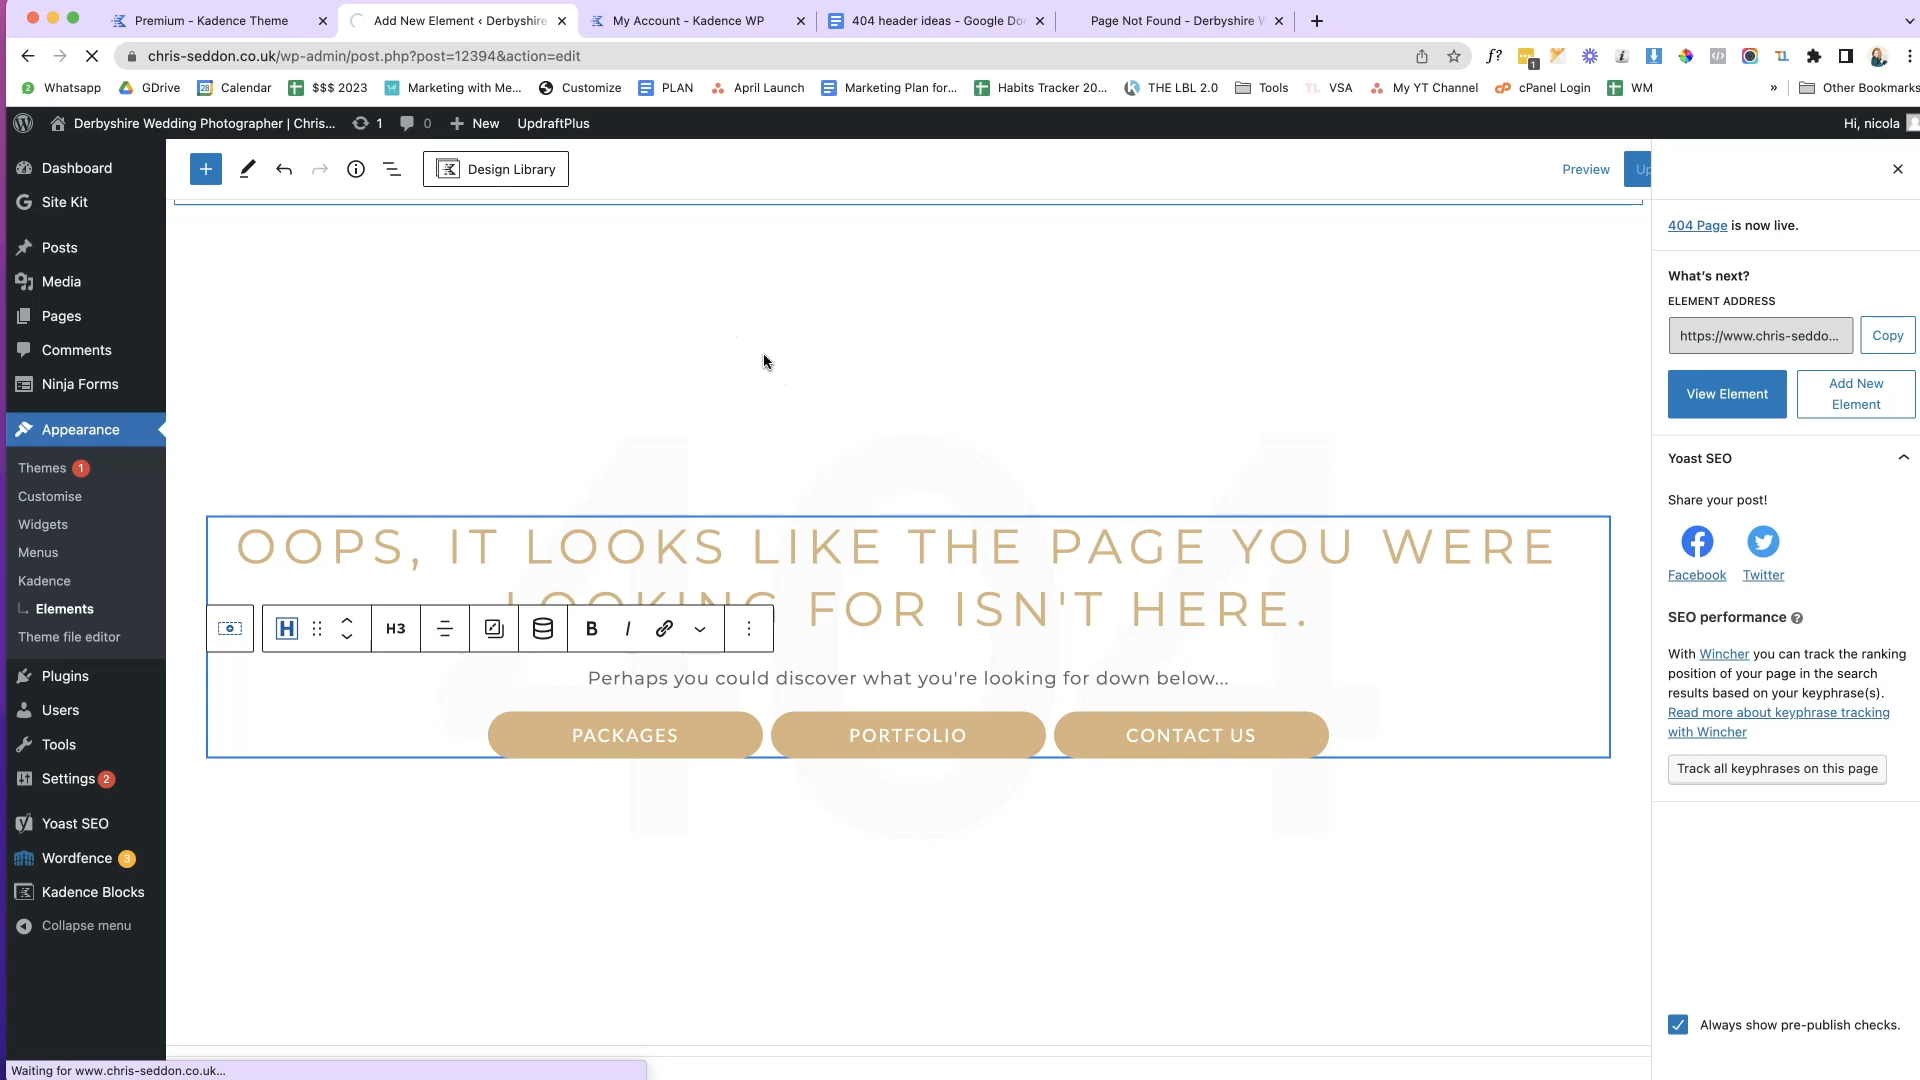 Premium - Kadence Theme
Add New Element ‹ Derbyshire
My Account - Kadence WP
404 header ideas - Google Do
Page Not Found - Derbyshire W
chris-seddon.co.uk/wp-admin/post.php?post=12394&action=edit
f?
1
Whatsapp
GDrive
Calendar
$$$ 2023
Marketing with Me...
Customize
PLAN
April Launch
Marketing Plan for...
Habits Tracker 20...
THE LBL 2.0
Tools
VSA
My YT Channel
cPanel Login
WM
»
Other Bookmarks
Derbyshire Wedding Photographer | Chris...
1
0
New
UpdraftPlus
Hi, nicola
Dashboard
Site Kit
Posts
Media
Pages
Comments
Ninja Forms
Appearance
Themes 1
Customise
Widgets
Menus
Kadence
Elements
Theme file editor
Plugins
Users
Tools
Settings 2
Yoast SEO
Wordfence 3
Kadence Blocks
Collapse menu
Design Library
Preview
Up
404
OOPS, IT LOOKS LIKE THE PAGE YOU WERE
LOOKING FOR ISN'T HERE.
H3
B
I
Perhaps you could discover what you're looking for down below...
PACKAGES
PORTFOLIO
CONTACT US
404 Page is now live.
What's next?
ELEMENT ADDRESS
https://www.chris-seddo...
Copy
View Element
Add New
Element
Yoast SEO
Share your post!
Facebook
Twitter
SEO performance
With Wincher you can track the ranking
position of your page in the search
results based on your keyphrase(s).
Read more about keyphrase tracking
with Wincher
Track all keyphrases on this page
Always show pre-publish checks.
Waiting for www.chris-seddon.co.uk...